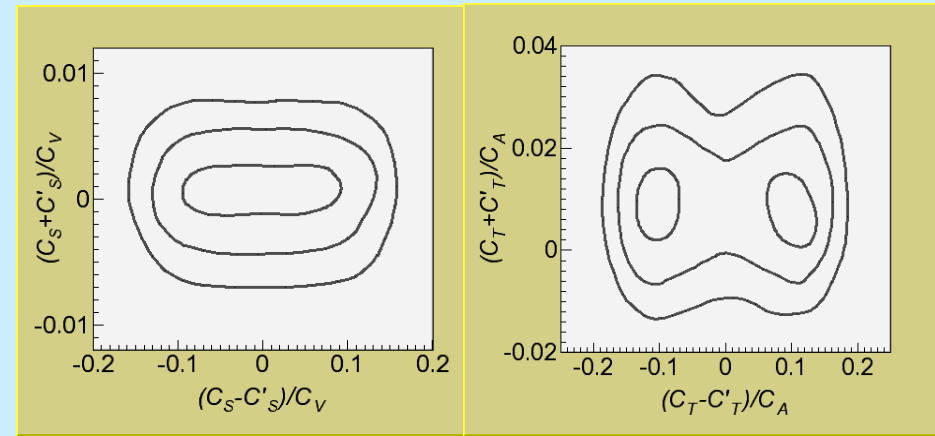 0.01
0
-0.01
(C_S+C'_S)/C_V
-0.2 -0.1 0 0.1 0.2
(C_S-C'_S)/C_V
0.04
0.02
0
-0.02
(C_T+C'_T)/C_A
-0.2 -0.1 0 0.1 0.2
(C_T-C'_T)/C_A